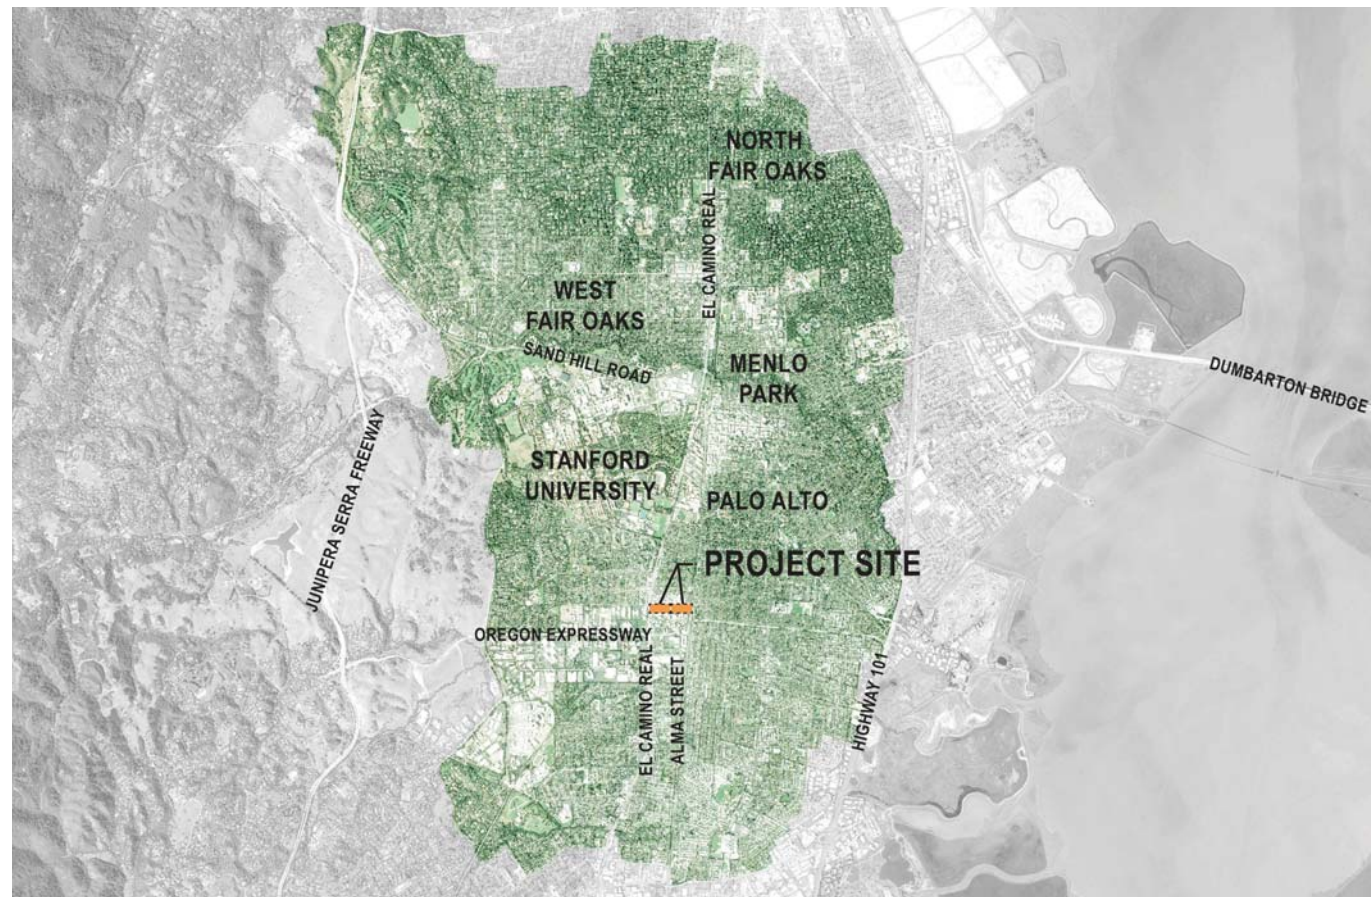 NORTH
FAIR OAKS
EL CAMINO REAL
WEST
FAIR OAKS
SAND HILL ROAD
MENLO
PARK
DUMBARTON BRIDGE
JUNIPERA SERRA FREEWAY
STANFORD
UNIVERSITY
PALO ALTO
PROJECT SITE
OREGON EXPRESSWAY
EL CAMINO REAL
ALMA STREET
HIGHWAY 101